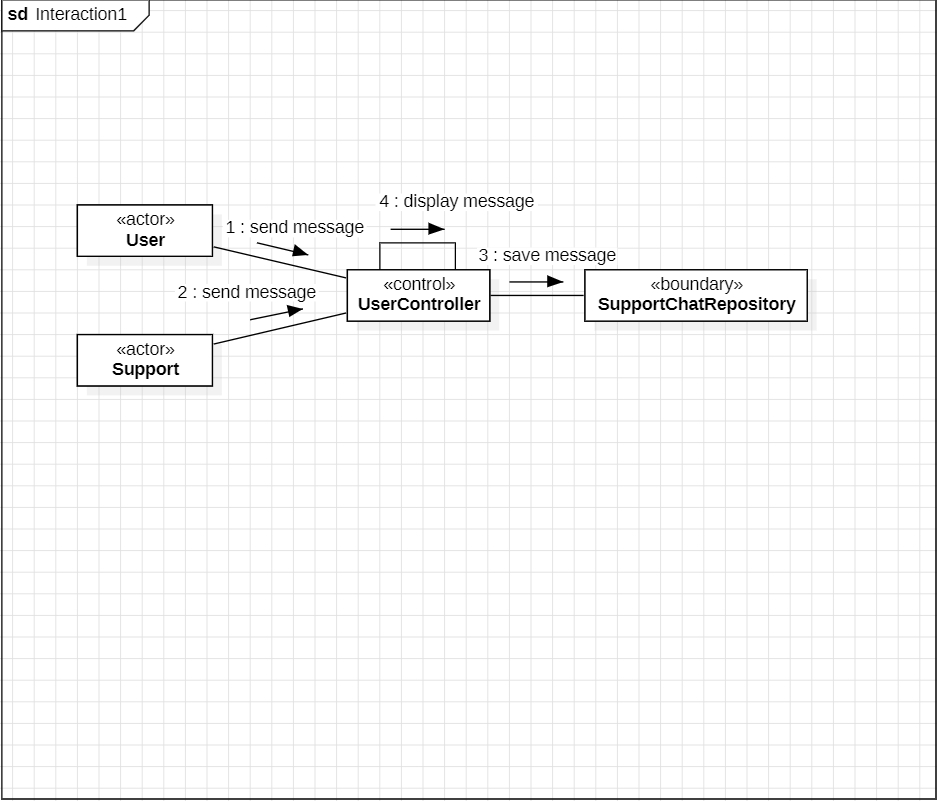 sd Interaction1
4 : display message
«actor»
User
1 : send message
3 : save message
«control»
UserController
«boundary»
SupportChatRepository
2 : send message
«actor»
Support